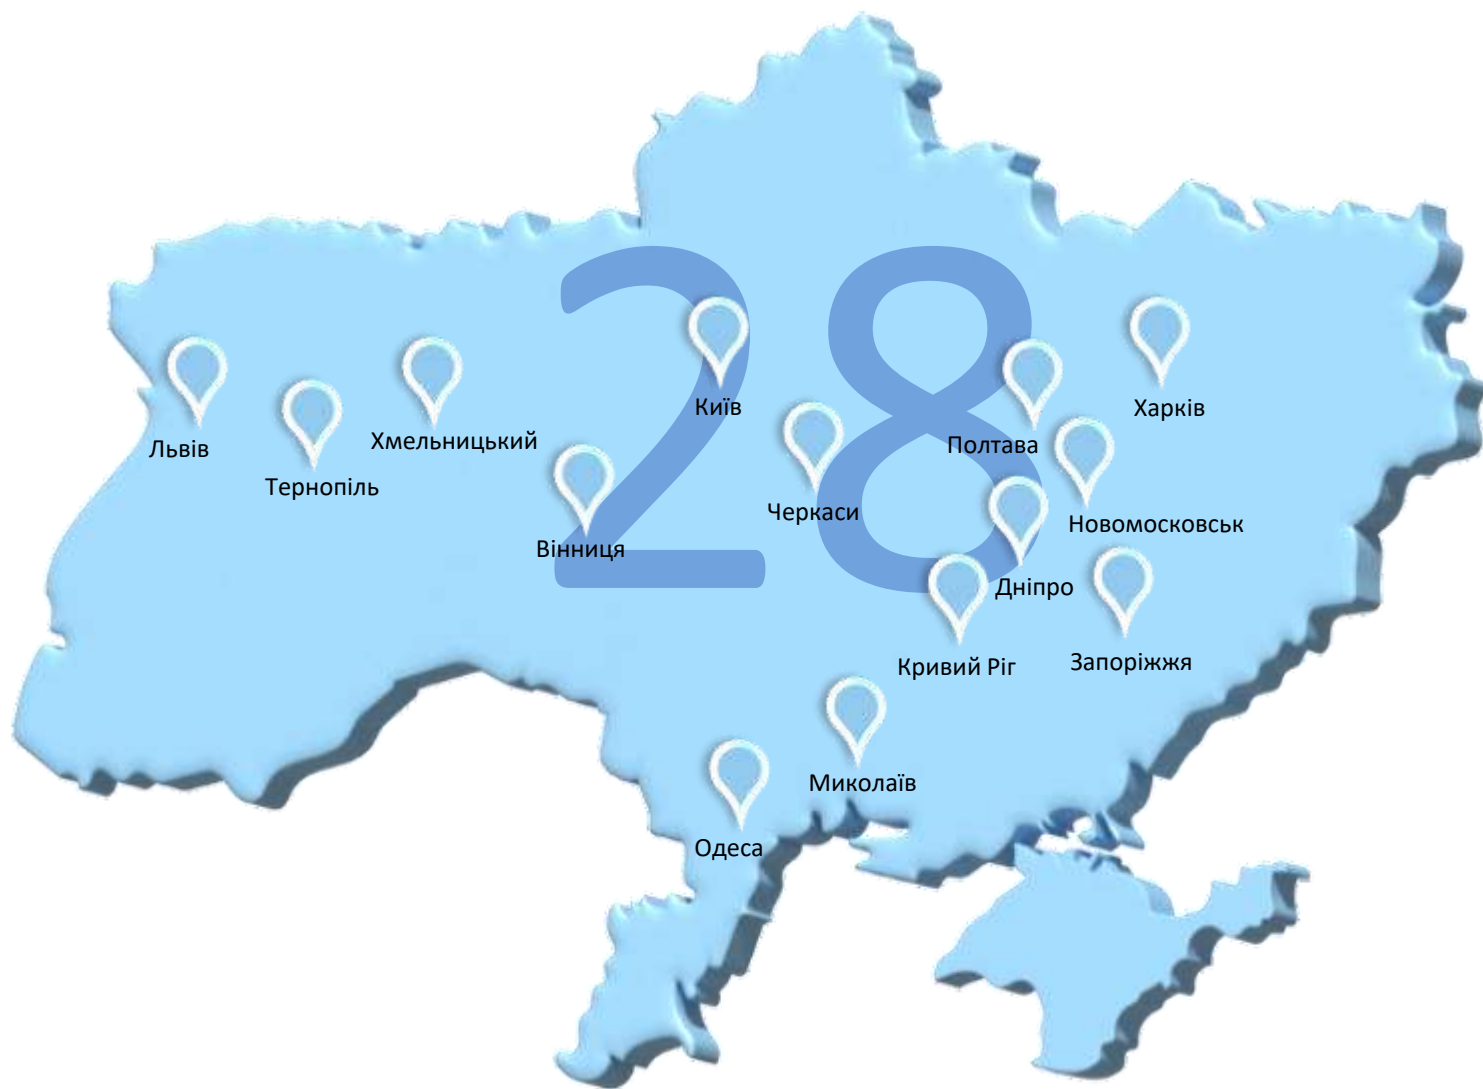 28
Київ
Харків
Львів
Хмельницький
Полтава
Тернопіль
Черкаси
Новомосковськ
Вінниця
Дніпро
Кривий Ріг
Запоріжжя
Миколаїв
Одеса